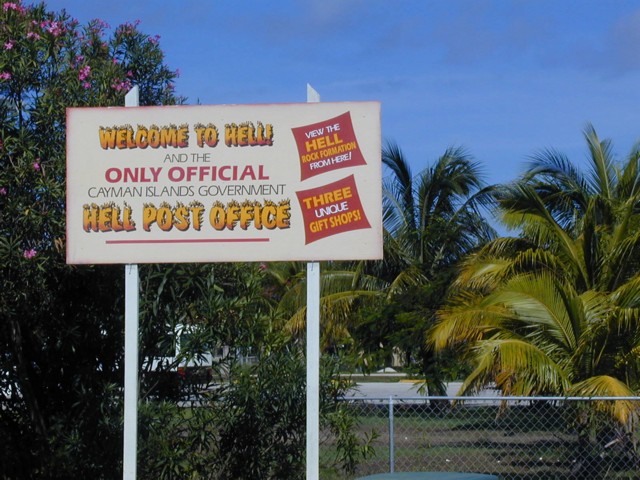 WELCOME TO HELL!
AND THE
ONLY OFFICIAL
CAYMAN ISLANDS GOVERNMENT
HELL POST OFFICE
VIEW THE
HELL
ROCK FORMATION
FROM HERE!
THREE
UNIQUE
GIFT SHOPS!